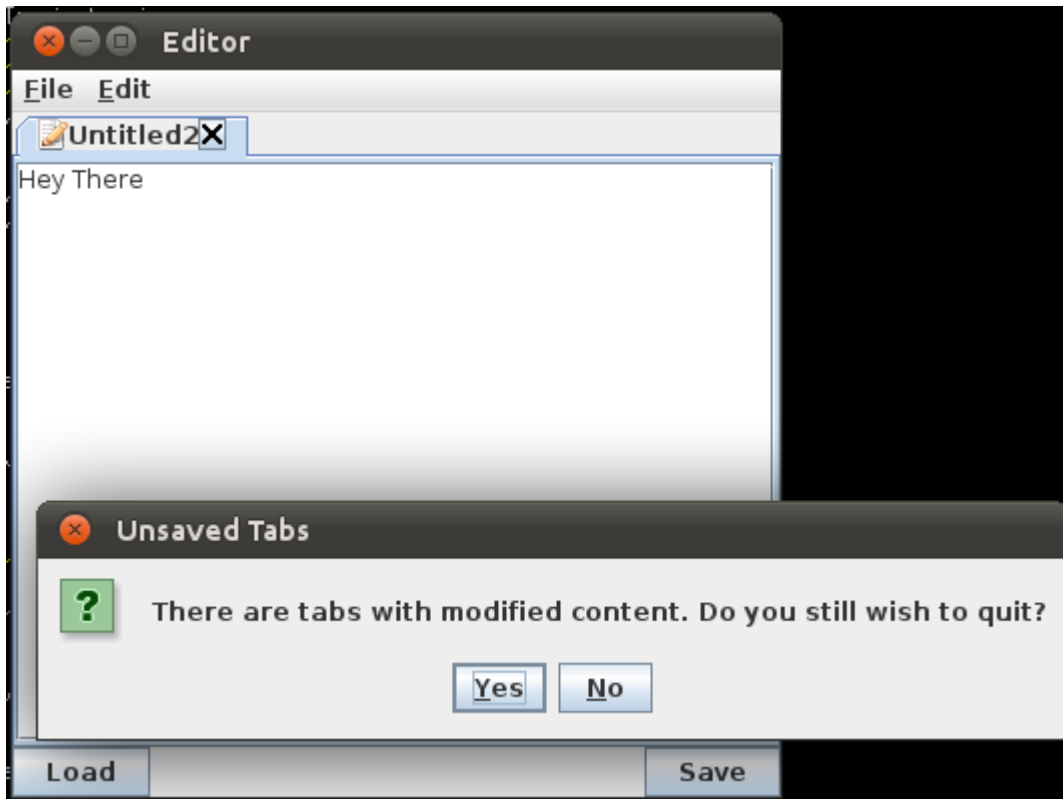 Editor
File Edit
Untitled2
Hey There
Unsaved Tabs
?
There are tabs with modified content. Do you still wish to quit?
Yes No
Load Save